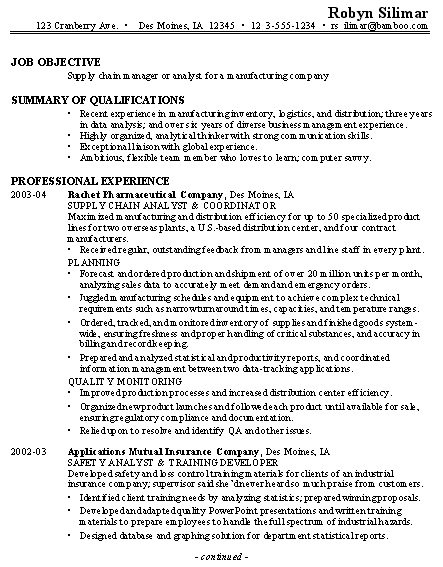 Robyn Silimar
123 Cranberry Ave. • Des Moines, IA 12345 • 12 3-555-1234 • rs ilimar@bamboo.com
JOB OBJECTIVE
Supply chain manager or analyst for a manufacturing company
SUMMARY OF QUALIFICATIONS
• Recent experience in manufacturing inventory, logistics, and distribution; three years
in data analysis; and over six years of diverse business management experience.
• Highly organized, analytical thinker with strong communication skills.
• Exceptional liaison with global experience.
• Ambitious, flexible team member who loves to learn; computer savvy.
PROFESSIONAL EXPERIENCE
2003-04 Rachet Pharmaceutical Company, Des Moines, IA
SUPPLY CHAIN ANALYST & COORDINATOR
Maximized manufacturing and distribution efficiency for up to 50 specialized product
lines for two overseas plants, a U.S.-based distribution center, and four contract
manufacturers.
• Received regular, outstanding feedback from managers and line staff in every plant.
PLANNING
• Forecast and ordered production and shipment of over 20 million units per month,
analyzing sales data to accurately meet demand and emergency orders.
• Juggled manufacturing schedules and equipment to achieve complex technical
requirements such as narrow turnaround times, capacities, and temperature ranges.
• Ordered, tracked, and monitored inventory of supplies and finished goods system-
wide, ensuring freshness and proper handling of critical substances, and accuracy in
billing and record keeping.
• Prepared and analyzed statistical and productivity reports, and coordinated
information management between two data-tracking applications.
QUALITY MONITORING
• Improved production processes and increased distribution center efficiency.
• Organized new product launches and followed each product until available for sale,
ensuring regulatory compliance and documentation.
• Relied upon to resolve and identify QA and other issues.
2002-03 Applications Mutual Insurance Company, Des Moines, IA
SAFETY ANALYST & TRAINING DEVELOPER
Developed safety and loss control training materials for clients of an industrial
insurance company; supervisor said she'd never heard so much praise from customers.
• Identified client training needs by analyzing statistics; prepared winning proposals.
• Developed and adapted quality PowerPoint presentations and written training
materials to prepare employees to handle the full spectrum of industrial hazards.
• Designed database and graphing solution for department statistical reports.
- continued -